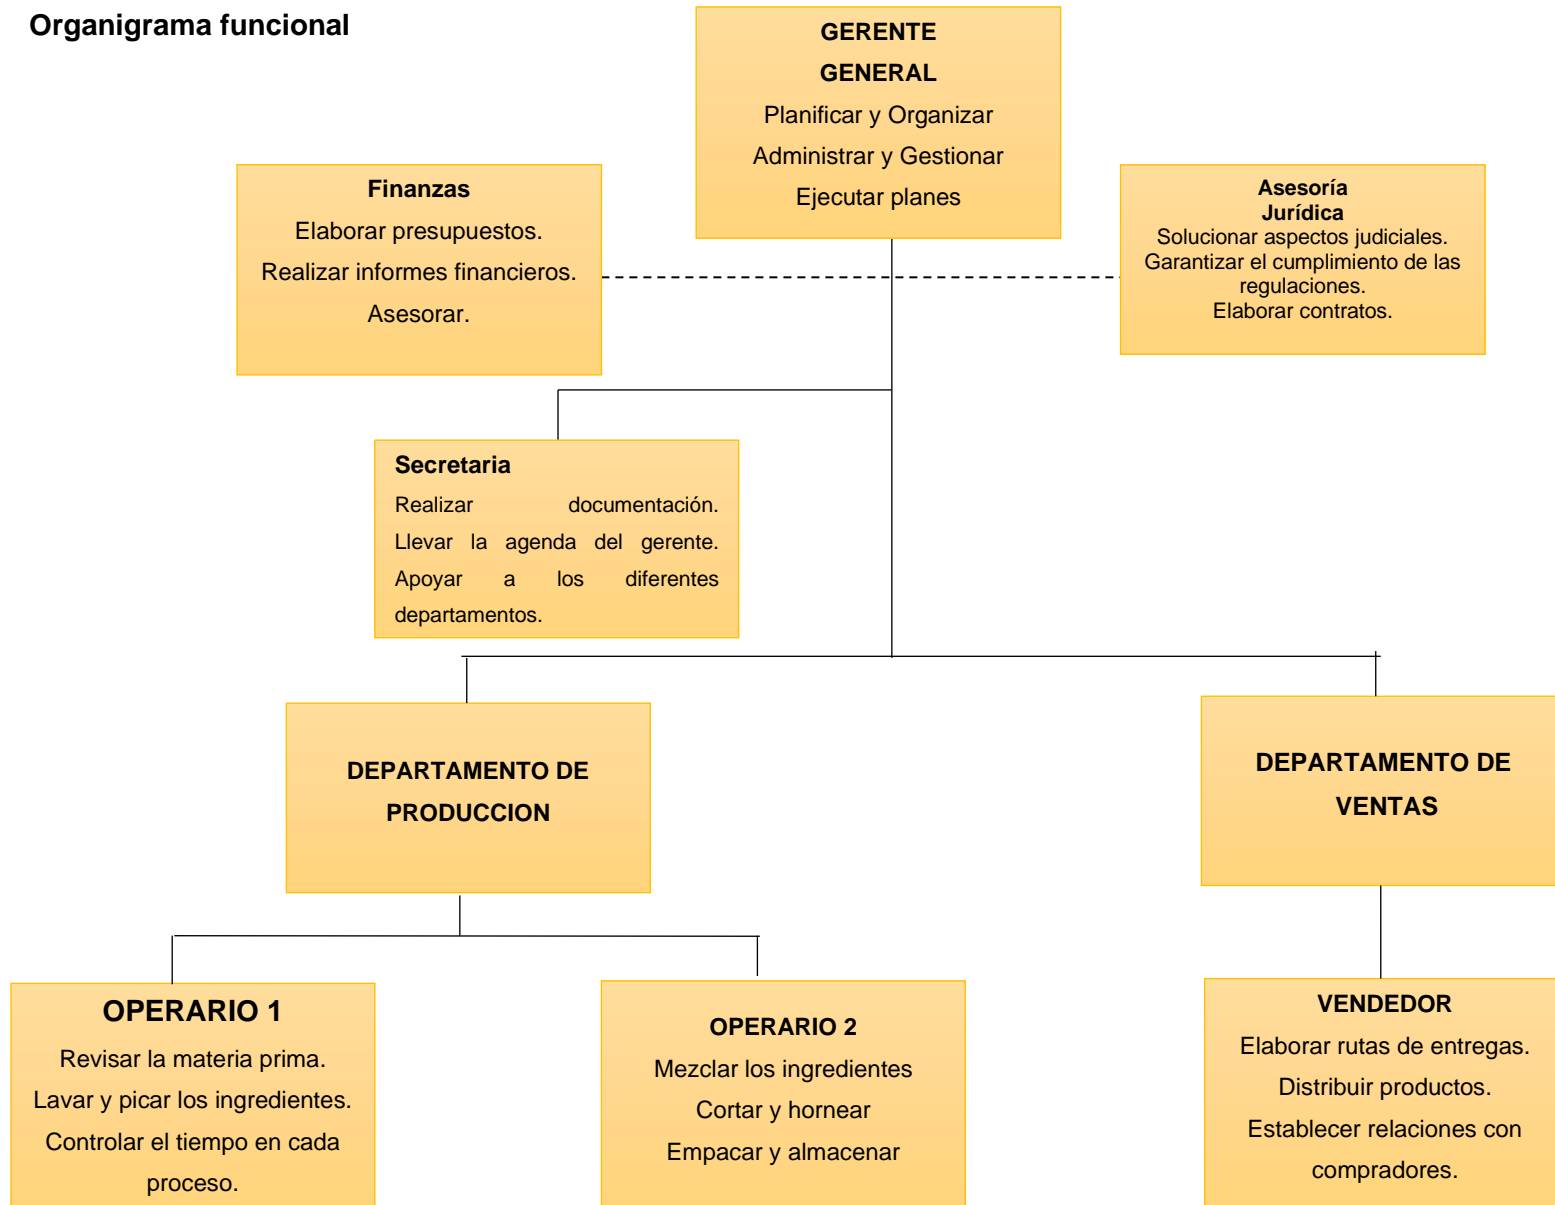 Organigrama funcional
GERENTE
GENERAL
Planificar y Organizar
Administrar y Gestionar
Ejecutar planes
Finanzas
Elaborar presupuestos.
Realizar informes financieros.
Asesorar.
Asesoría
Jurídica
Solucionar aspectos judiciales.
Garantizar el cumplimiento de las
regulaciones.
Elaborar contratos.
Secretaria
Realizar documentación.
Llevar la agenda del gerente.
Apoyar a los diferentes
departamentos.
DEPARTAMENTO DE
PRODUCCION
DEPARTAMENTO DE
VENTAS
OPERARIO 1
Revisar la materia prima.
Lavar y picar los ingredientes.
Controlar el tiempo en cada
proceso.
OPERARIO 2
Mezclar los ingredientes
Cortar y hornear
Empacar y almacenar
VENDEDOR
Elaborar rutas de entregas.
Distribuir productos.
Establecer relaciones con
compradores.